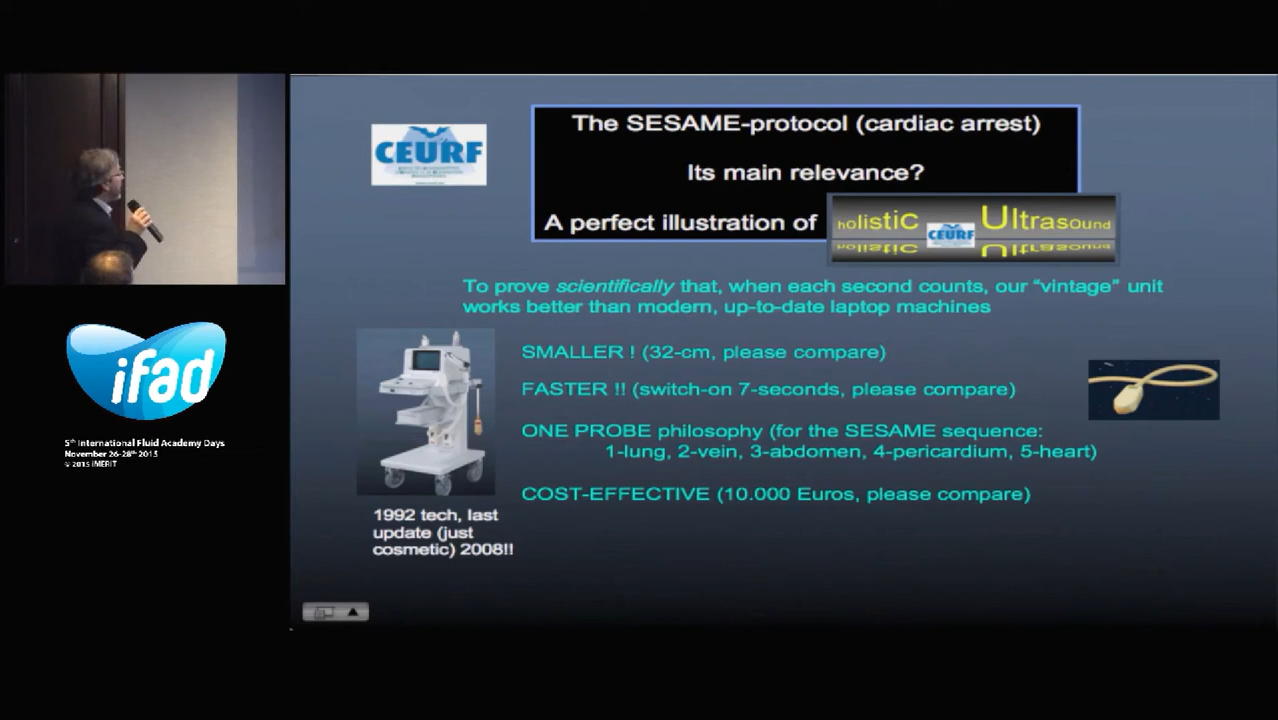 The SESAME-protocol (cardiac arrest)
Its main relevance?
A perfect illustration of
holistic CEURF Ultrasound
CEURF
To prove scientifically that, when each second counts, our “vintage” unit
works better than modern, up-to-date laptop machines
SMALLER ! (32-cm, please compare)
FASTER !! (switch-on 7-seconds, please compare)
ONE PROBE philosophy (for the SESAME sequence:
1-lung, 2-vein, 3-abdomen, 4-pericardium, 5-heart)
COST-EFFECTIVE (10.000 Euros, please compare)
1992 tech, last
update (just
cosmetic) 2008!!
ifad
5th International Fluid Academy Days
November 26-28th 2015
© 2015 iMERiT